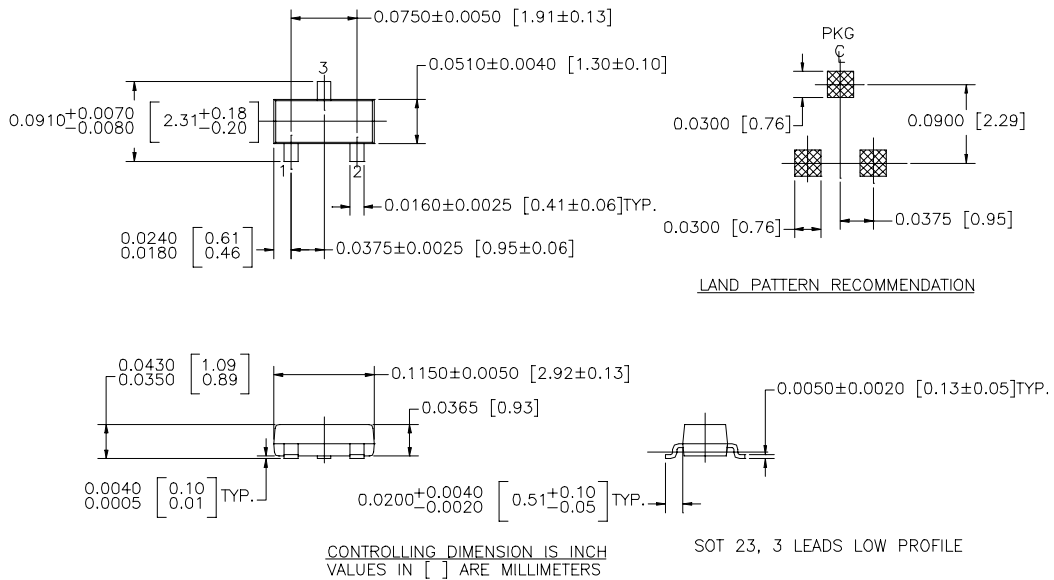 0.0750±0.0050 [1.91±0.13]
3
0.0510±0.0040 [1.30±0.10]
0.0910+0.0070 -0.0080 [2.31+0.18 -0.20]
1
2
0.0160±0.0025 [0.41±0.06]TYP.
0.0240 [0.61]
0.0180 [0.46]
0.0375±0.0025 [0.95±0.06]
PKG
CL
0.0300 [0.76]
0.0900 [2.29]
0.0300 [0.76]
0.0375 [0.95]
LAND PATTERN RECOMMENDATION
0.0430 [1.09]
0.0350 [0.89]
0.1150±0.0050 [2.92±0.13]
0.0365 [0.93]
0.0040 [0.10]
0.0005 [0.01] TYP.
0.0050±0.0020 [0.13±0.05]TYP.
0.0200+0.0040 -0.0020 [0.51+0.10 -0.05] TYP.
CONTROLLING DIMENSION IS INCH
VALUES IN [ ] ARE MILLIMETERS
SOT 23, 3 LEADS LOW PROFILE